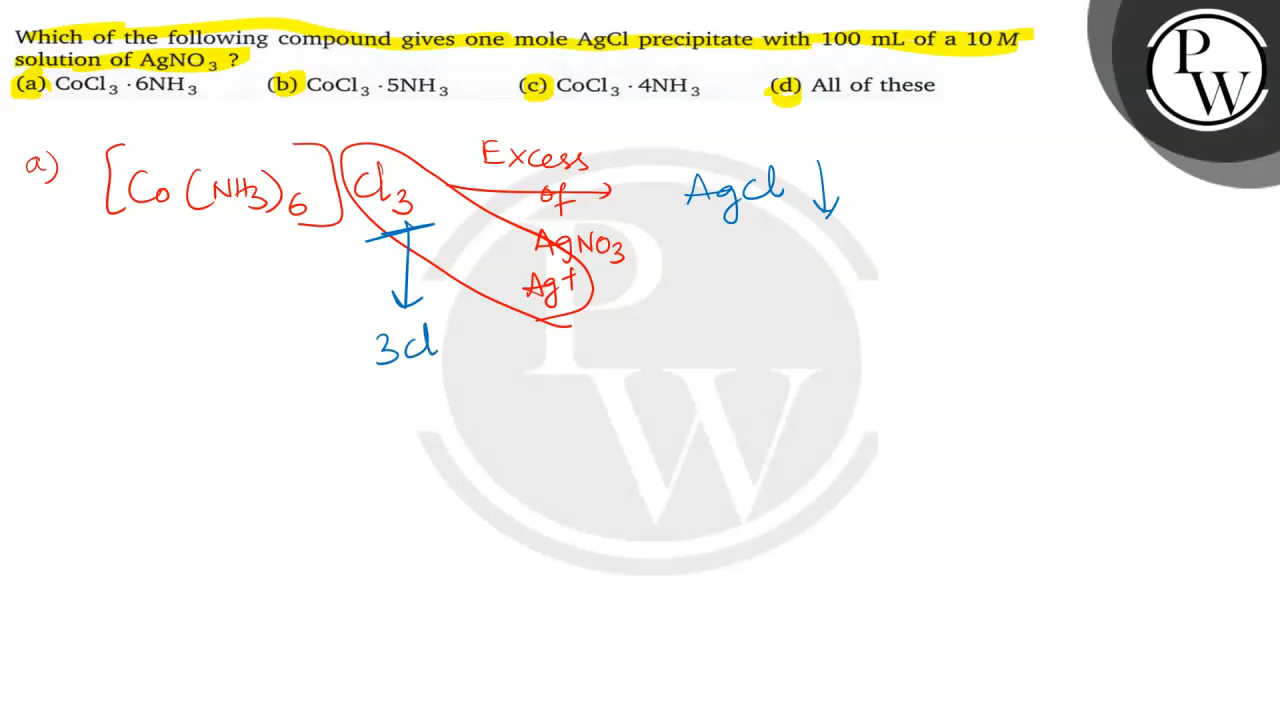 Which of the following compound gives one mole AgCl precipitate with 100 mL of a 10 M
solution of AgNO₃ ?
(a) CoCl₃ · 6NH₃ (b) CoCl₃ · 5NH₃ (c) CoCl₃ · 4NH₃ (d) All of these
a) [Co(NH₃)₆]Cl₃ Excess of AgNO₃ AgCl ↓
Ag⁺
3Cl
P
W
P
W